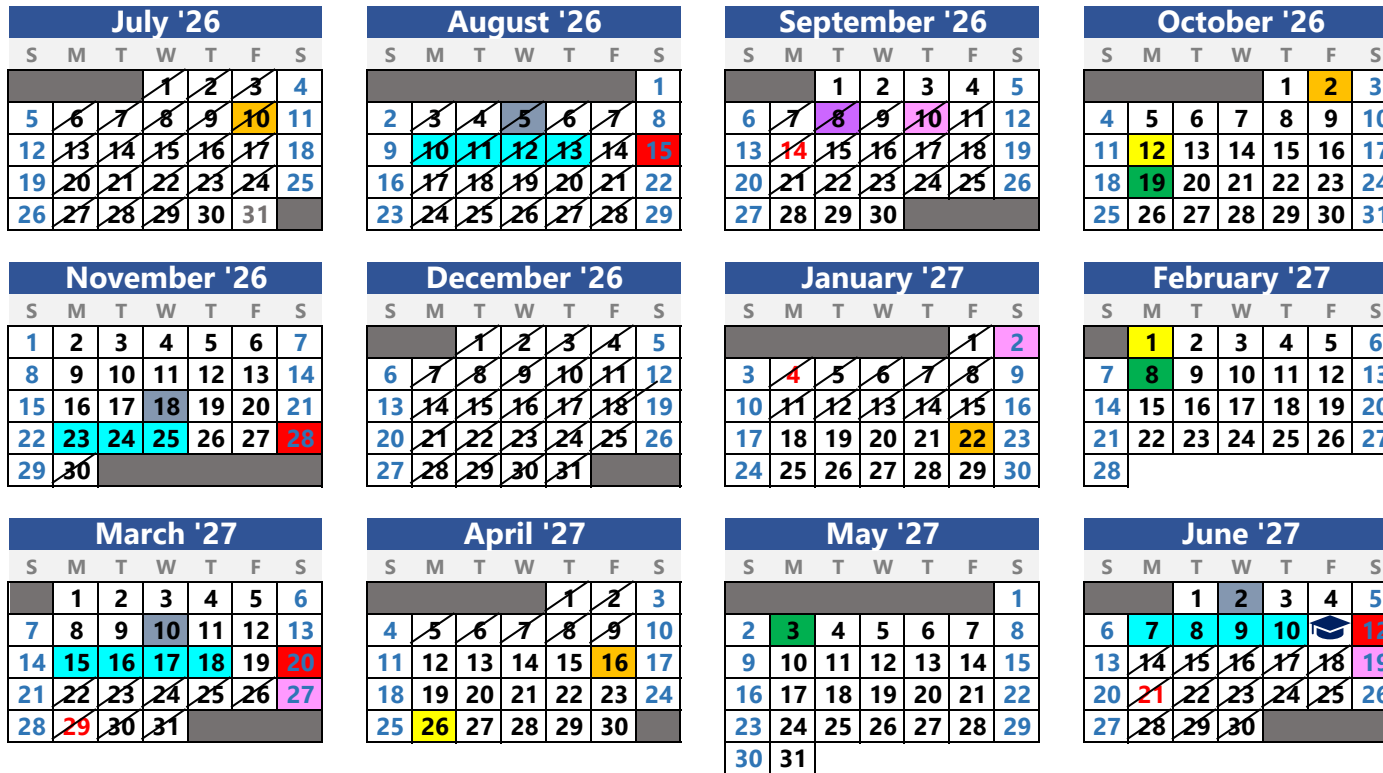 July '26
S M T W T F S
1 2 3 4
5 6 7 8 9 10 11
12 13 14 15 16 17 18
19 20 21 22 23 24 25
26 27 28 29 30 31
August '26
S M T W T F S
1
2 3 4 5 6 7 8
9 10 11 12 13 14 15
16 17 18 19 20 21 22
23 24 25 26 27 28 29
September '26
S M T W T F S
1 2 3 4 5
6 7 8 9 10 11 12
13 14 15 16 17 18 19
20 21 22 23 24 25 26
27 28 29 30
October '26
S M T W T F S
1 2 3
4 5 6 7 8 9 10
11 12 13 14 15 16 17
18 19 20 21 22 23 24
25 26 27 28 29 30 31
November '26
S M T W T F S
1 2 3 4 5 6 7
8 9 10 11 12 13 14
15 16 17 18 19 20 21
22 23 24 25 26 27 28
29 30
December '26
S M T W T F S
1 2 3 4 5
6 7 8 9 10 11 12
13 14 15 16 17 18 19
20 21 22 23 24 25 26
27 28 29 30 31
January '27
S M T W T F S
1 2
3 4 5 6 7 8 9
10 11 12 13 14 15 16
17 18 19 20 21 22 23
24 25 26 27 28 29 30
February '27
S M T W T F S
1 2 3 4 5 6
7 8 9 10 11 12 13
14 15 16 17 18 19 20
21 22 23 24 25 26 27
28
March '27
S M T W T F S
1 2 3 4 5 6
7 8 9 10 11 12 13
14 15 16 17 18 19 20
21 22 23 24 25 26 27
28 29 30 31
April '27
S M T W T F S
1 2 3
4 5 6 7 8 9 10
11 12 13 14 15 16 17
18 19 20 21 22 23 24
25 26 27 28 29 30
May '27
S M T W T F S
1
2 3 4 5 6 7 8
9 10 11 12 13 14 15
16 17 18 19 20 21 22
23 24 25 26 27 28 29
30 31
June '27
S M T W T F S
1 2 3 4 5
6 7 8 9 10 12
13 14 15 16 17 18 19
20 21 22 23 24 25 26
27 28 29 30